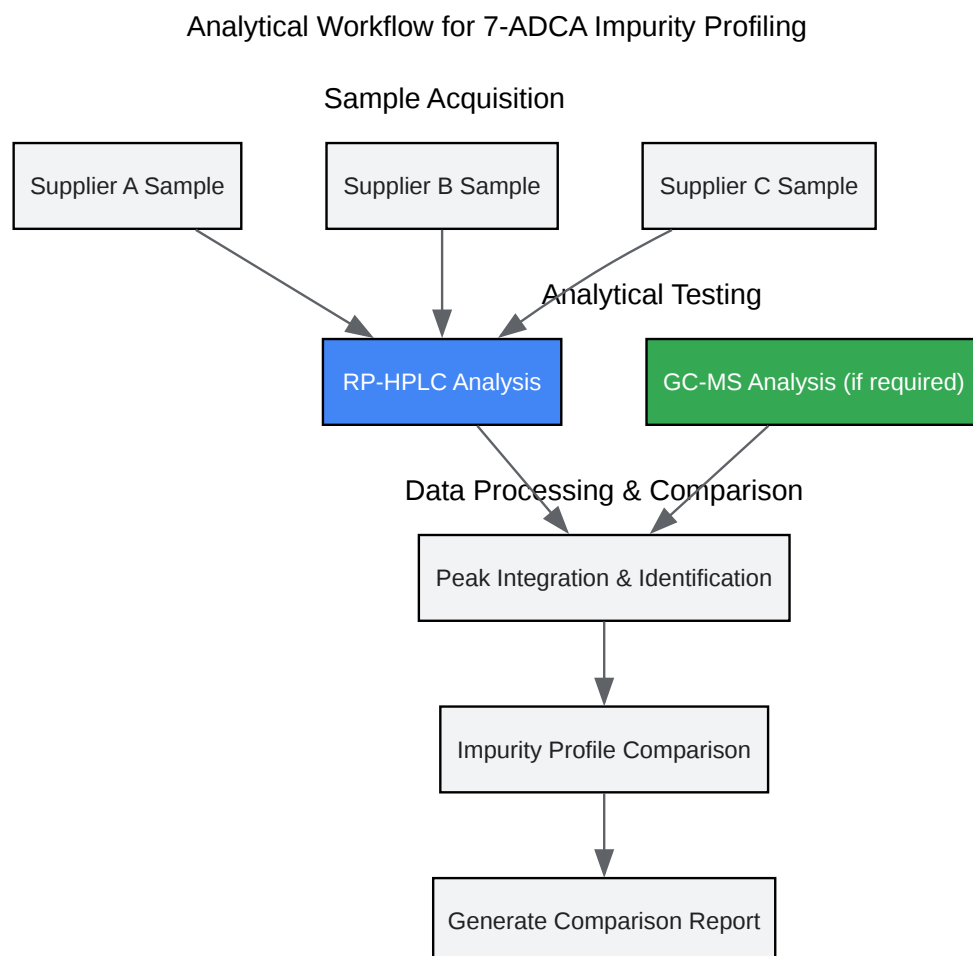 Analytical Workflow for 7-ADCA Impurity Profiling
Sample Acquisition
Supplier A Sample
Supplier B Sample
Supplier C Sample
Analytical Testing
RP-HPLC Analysis
GC-MS Analysis (if required)
Data Processing & Comparison
Peak Integration & Identification
Impurity Profile Comparison
Generate Comparison Report